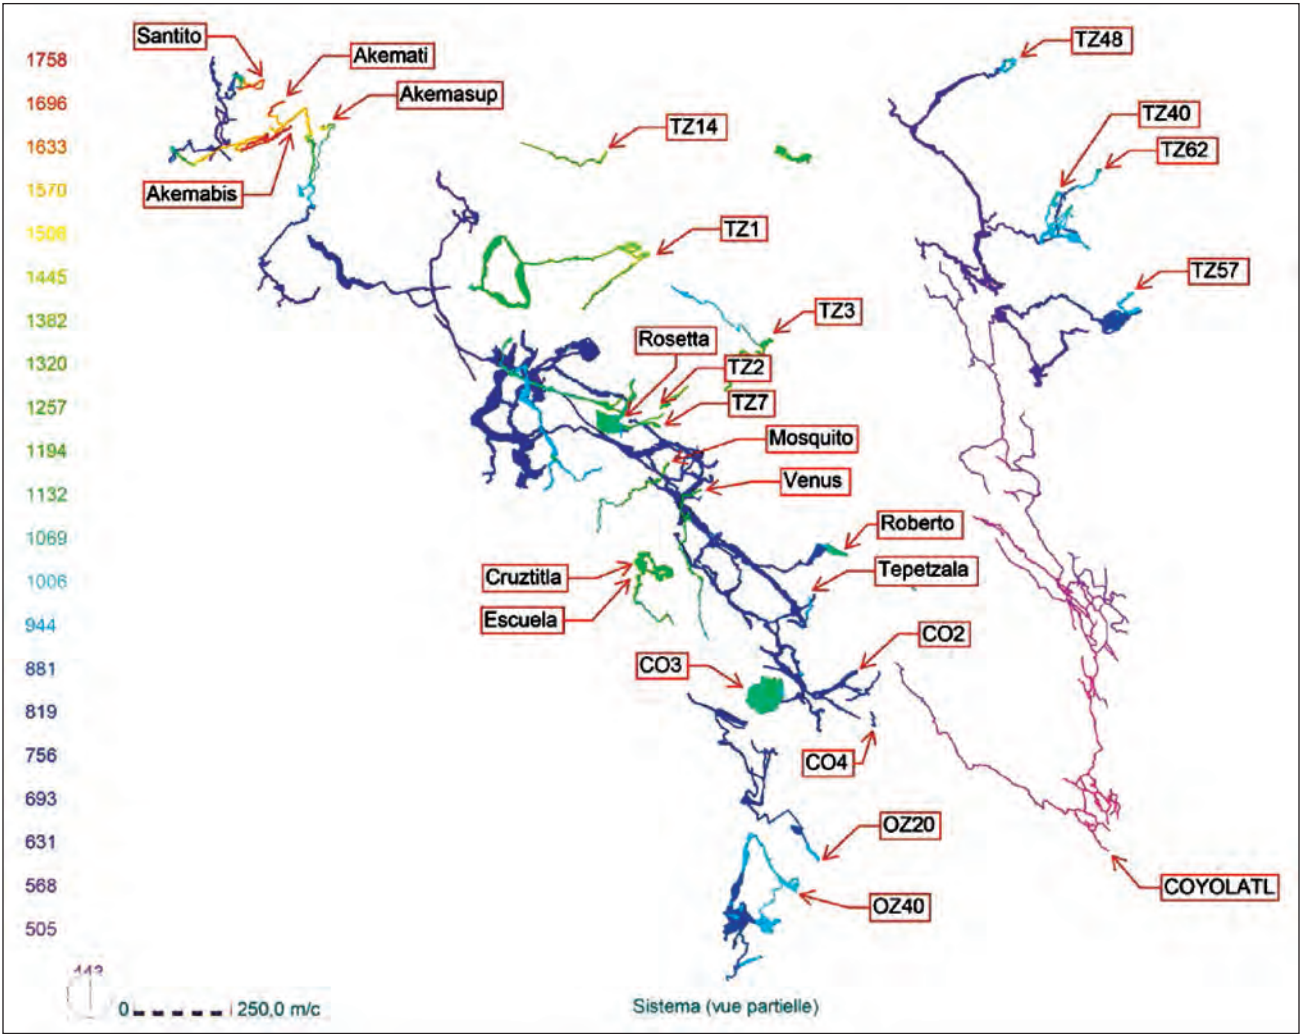 Santito
Akemati
Akemasup
Akemabis
TZ14
TZ48
TZ40
TZ62
TZ1
TZ57
TZ3
Rosetta
TZ2
TZ7
Mosquito
Venus
Roberto
Tepetzala
Cruztitla
Escuela
CO2
CO3
CO4
OZ20
OZ40
COYOLATL
1758
1696
1633
1570
1508
1445
1382
1320
1257
1194
1132
1069
1006
944
881
819
756
693
631
568
505
0 250,0 m/c
Sistema (vue partielle)